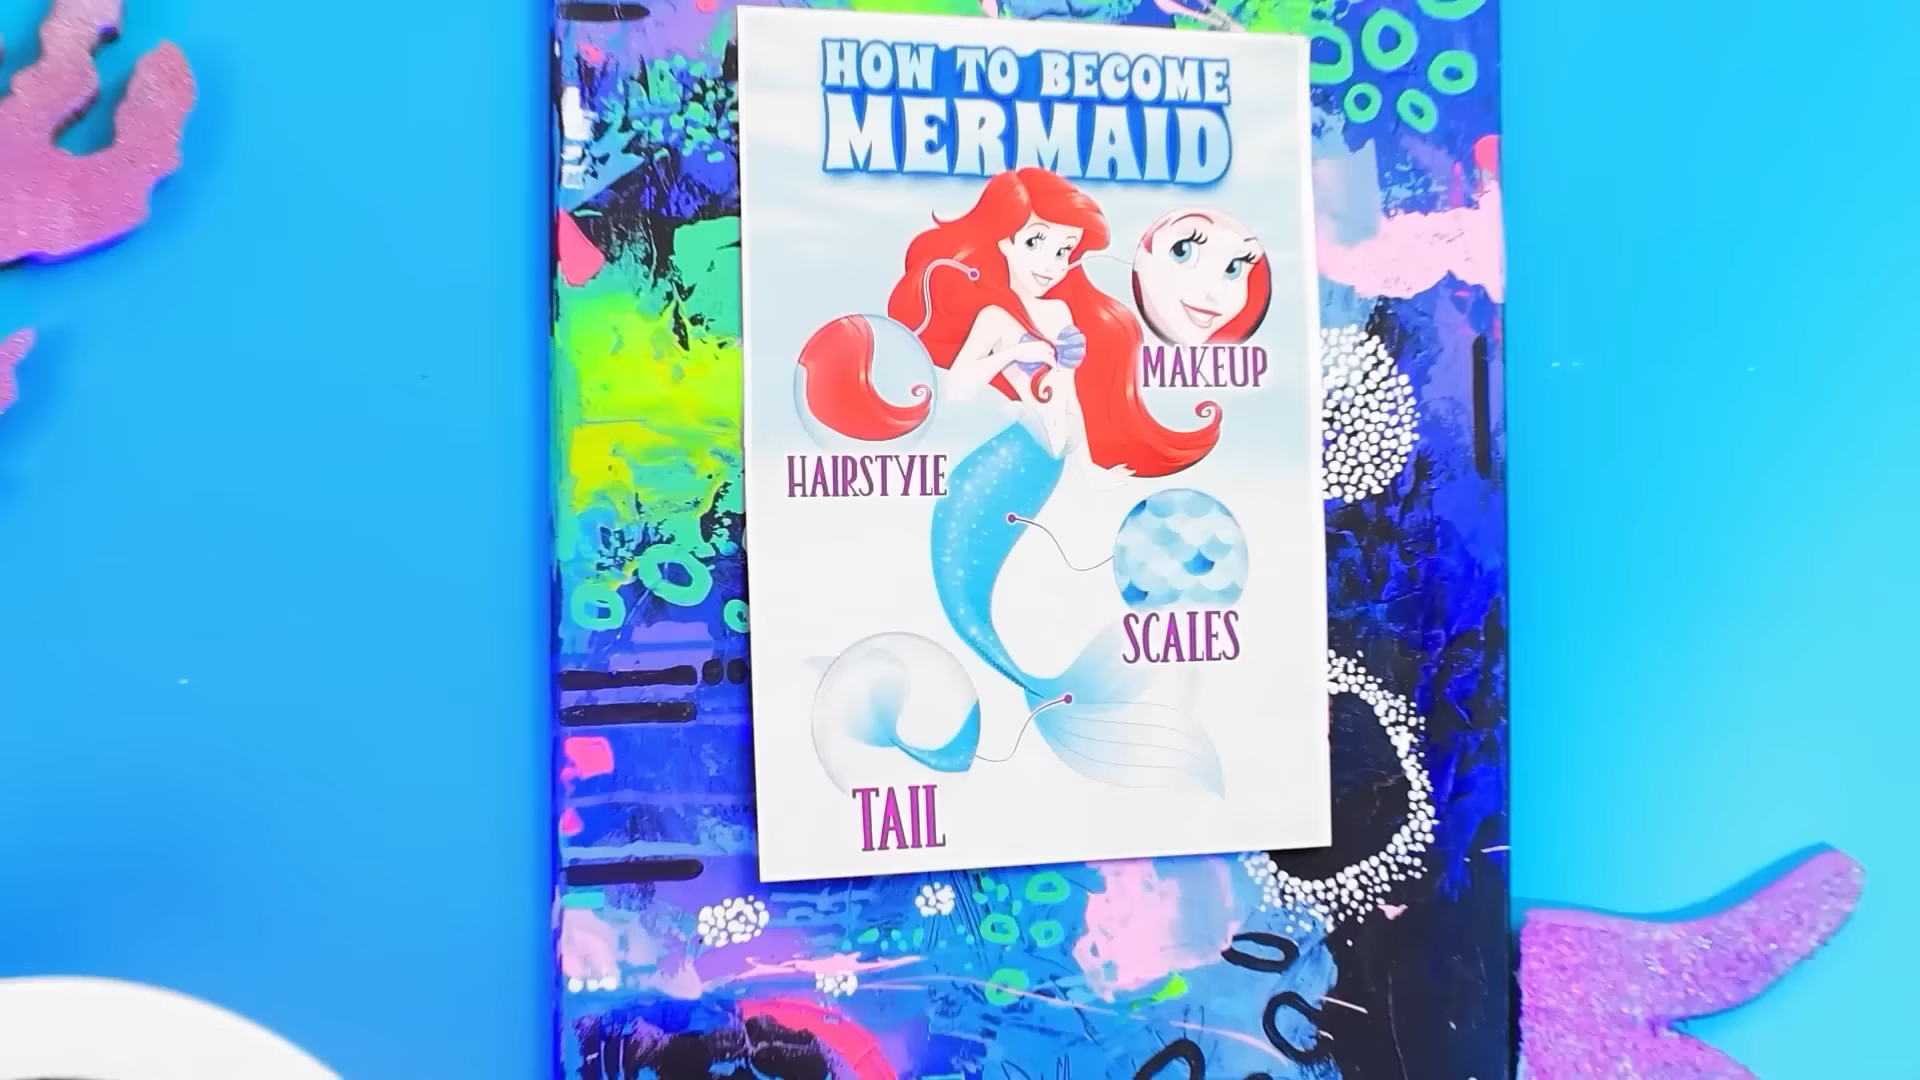 HOW TO BECOME
MERMAID
MAKEUP
HAIRSTYLE
SCALES
TAIL